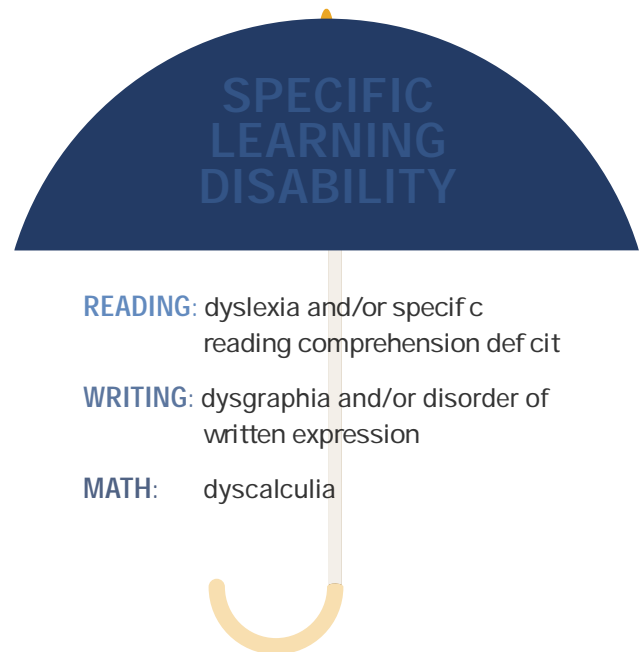 SPECIFIC
LEARNING
DISABILITY
READING: dyslexia and/or specif c
reading comprehension def cit
WRITING: dysgraphia and/or disorder of
written expression
MATH: dyscalculia